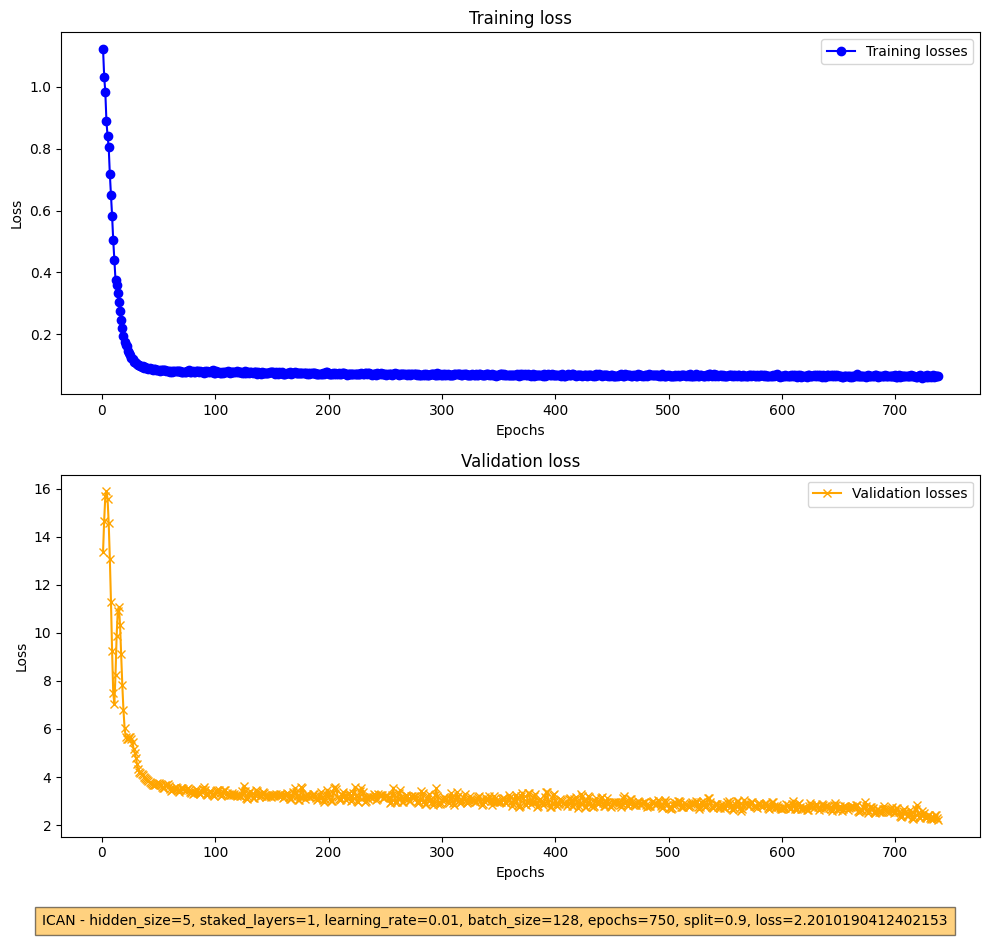 Training loss
Training losses
1.0
0.8
0.6
0.4
0.2
Loss
0 100 200 300 400 500 600 700
Epochs
Validation loss
Validation losses
16
14
12
10
8
6
4
2
Loss
0 100 200 300 400 500 600 700
Epochs
ICAN - hidden_size=5, staked_layers=1, learning_rate=0.01, batch_size=128, epochs=750, split=0.9, loss=2.2010190412402153